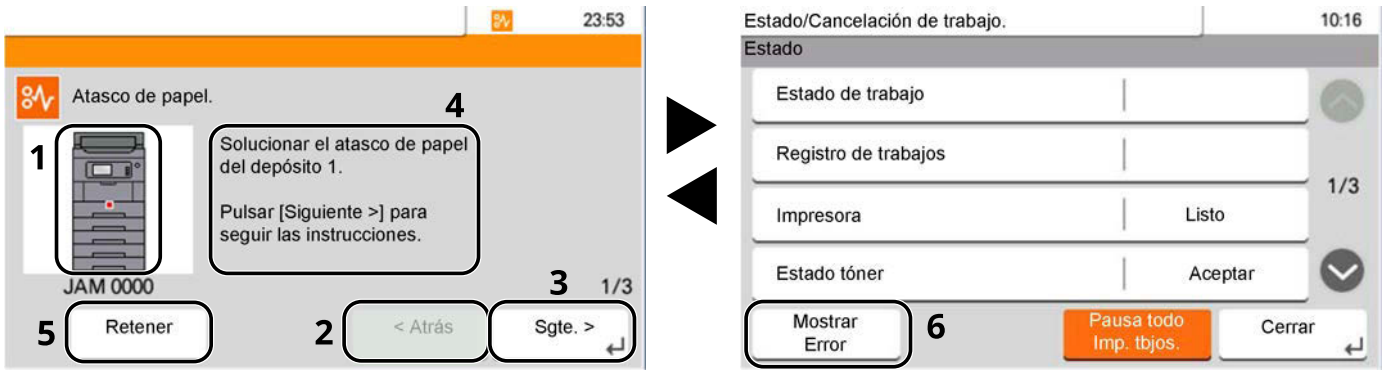 23:53
Atasco de papel.
4
1
Solucionar el atasco de papel
del depósito 1.
Pulsar [Siguiente >] para
seguir las instrucciones.
JAM 0000
3
1/3
5
Retener
2
< Atrás
Sgte. >
Estado/Cancelación de trabajo.
10:16
Estado
Estado de trabajo
Registro de trabajos
1/3
Impresora
Listo
Estado tóner
Aceptar
Mostrar
Error
6
Pausa todo
Imp. tbjos.
Cerrar